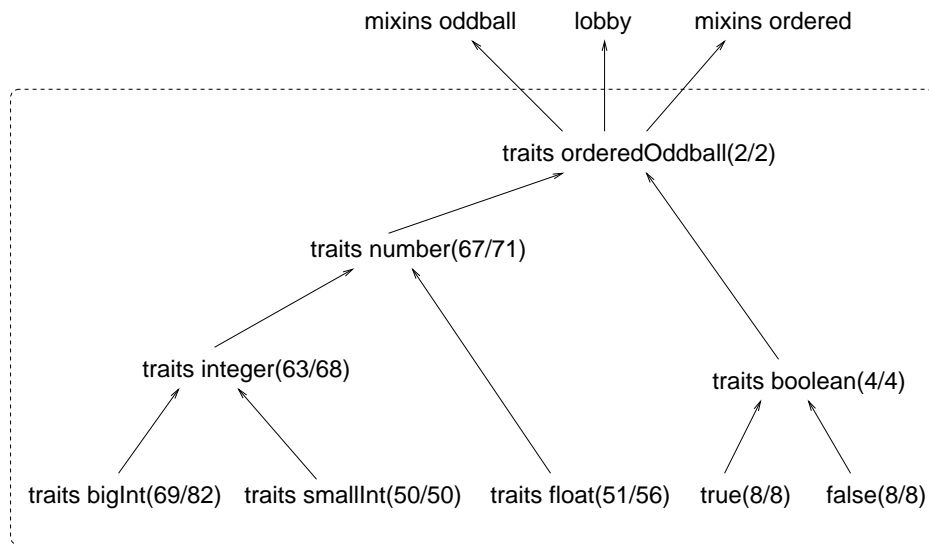 mixins oddball lobby mixins ordered
traits orderedOddball(2/2)
traits number(67/71)
traits integer(63/68)
traits boolean(4/4)
traits bigInt(69/82) traits smallInt(50/50) traits float(51/56) true(8/8) false(8/8)